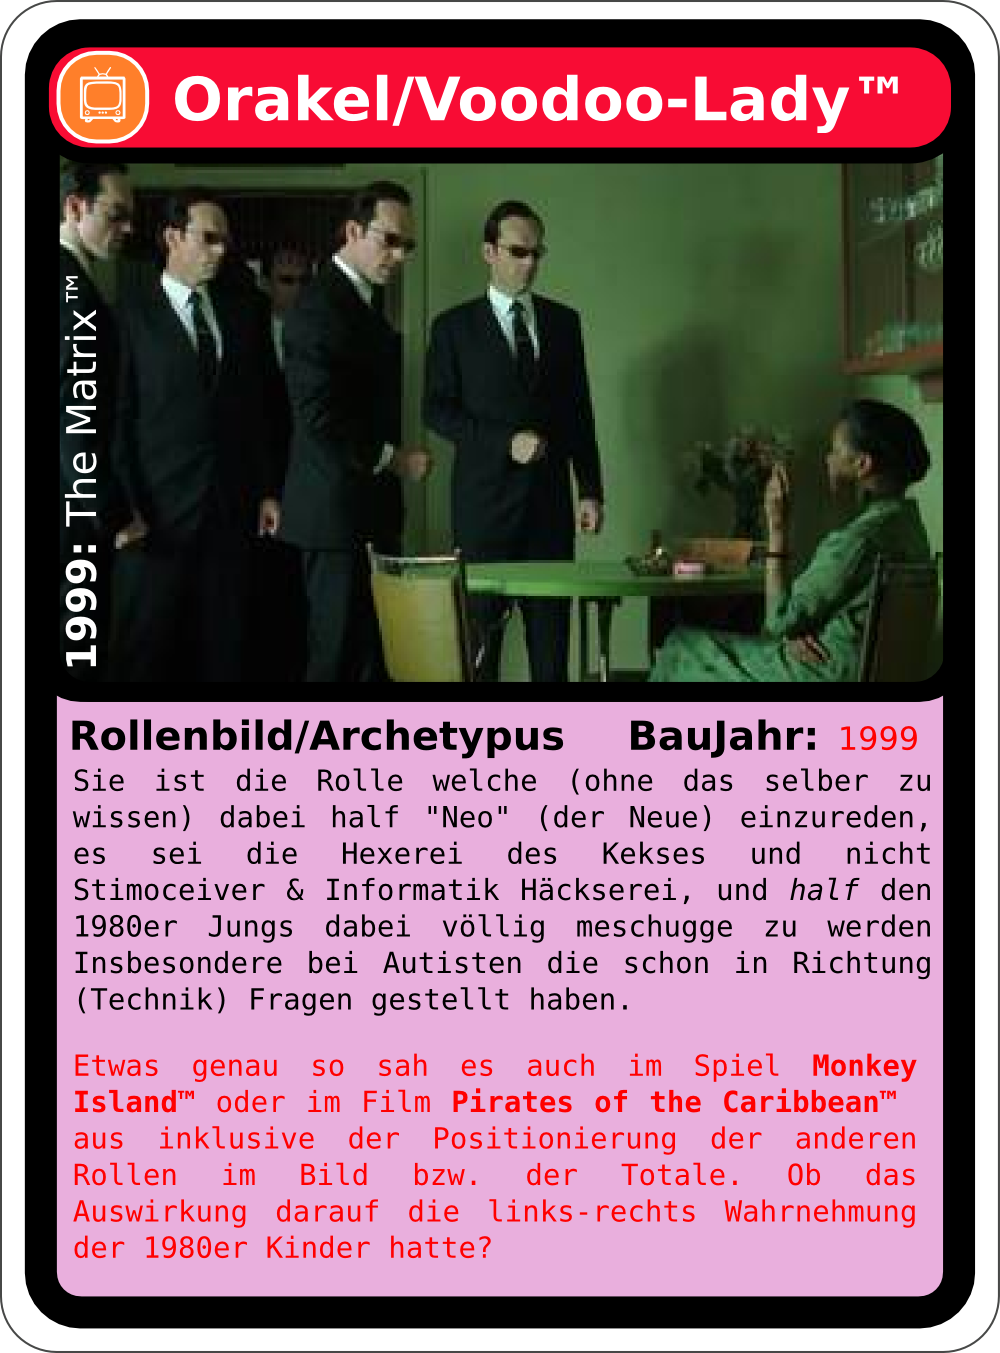 Orakel/Voodoo-Lady™
1999: The Matrix™
Rollenbild/Archetypus BauJahr: 1999
Sie ist die Rolle welche (ohne das selber zu
wissen) dabei half "Neo" (der Neue) einzureden,
es sei die Hexerei des Kekses und nicht
Stimoceiver & Informatik Häckserei, und half den
1980er Jungs dabei völlig meschugge zu werden
Insbesondere bei Autisten die schon in Richtung
(Technik) Fragen gestellt haben.
Etwas genau so sah es auch im Spiel Monkey
Island™ oder im Film Pirates of the Caribbean™
aus inklusive der Positionierung der anderen
Rollen im Bild bzw. der Totale. Ob das
Auswirkung darauf die links-rechts Wahrnehmung
der 1980er Kinder hatte?